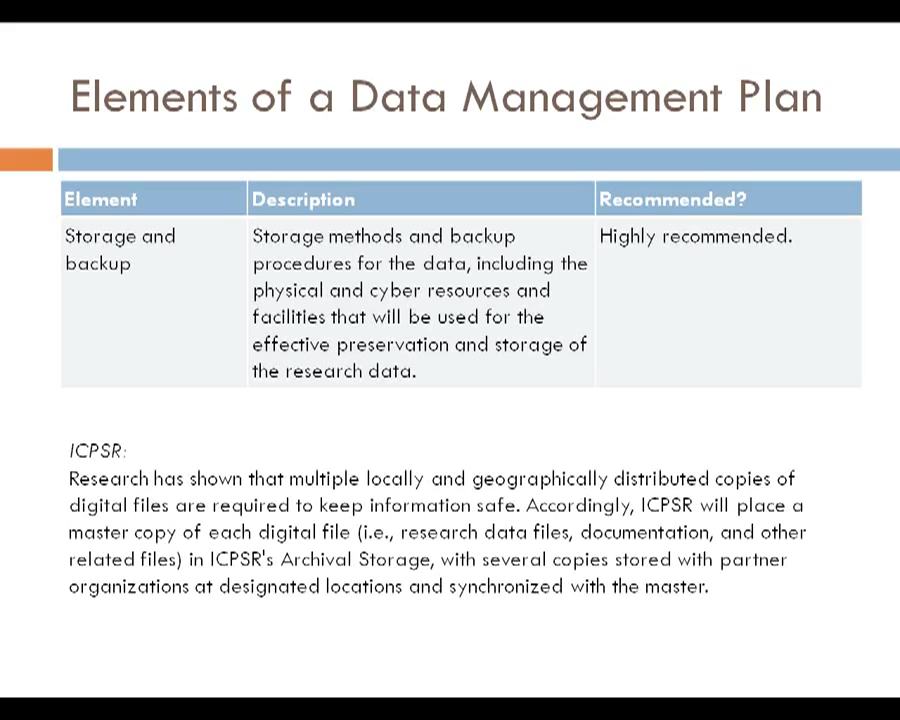 Elements of a Data Management Plan
Element Description Recommended?
Storage and backup
Storage methods and backup
procedures for the data, including the
physical and cyber resources and
facilities that will be used for the
effective preservation and storage of
the research data.
Highly recommended.
ICPSR:
Research has shown that multiple locally and geographically distributed copies of
digital files are required to keep information safe. Accordingly, ICPSR will place a
master copy of each digital file (i.e., research data files, documentation, and other
related files) in ICPSR's Archival Storage, with several copies stored with partner
organizations at designated locations and synchronized with the master.